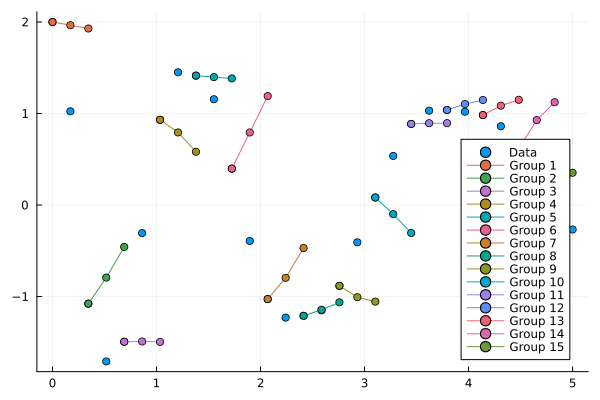 2
1
0
−1
0
1
2
3
4
5
Data
Group 1
Group 2
Group 3
Group 4
Group 5
Group 6
Group 7
Group 8
Group 9
Group 10
Group 11
Group 12
Group 13
Group 14
Group 15